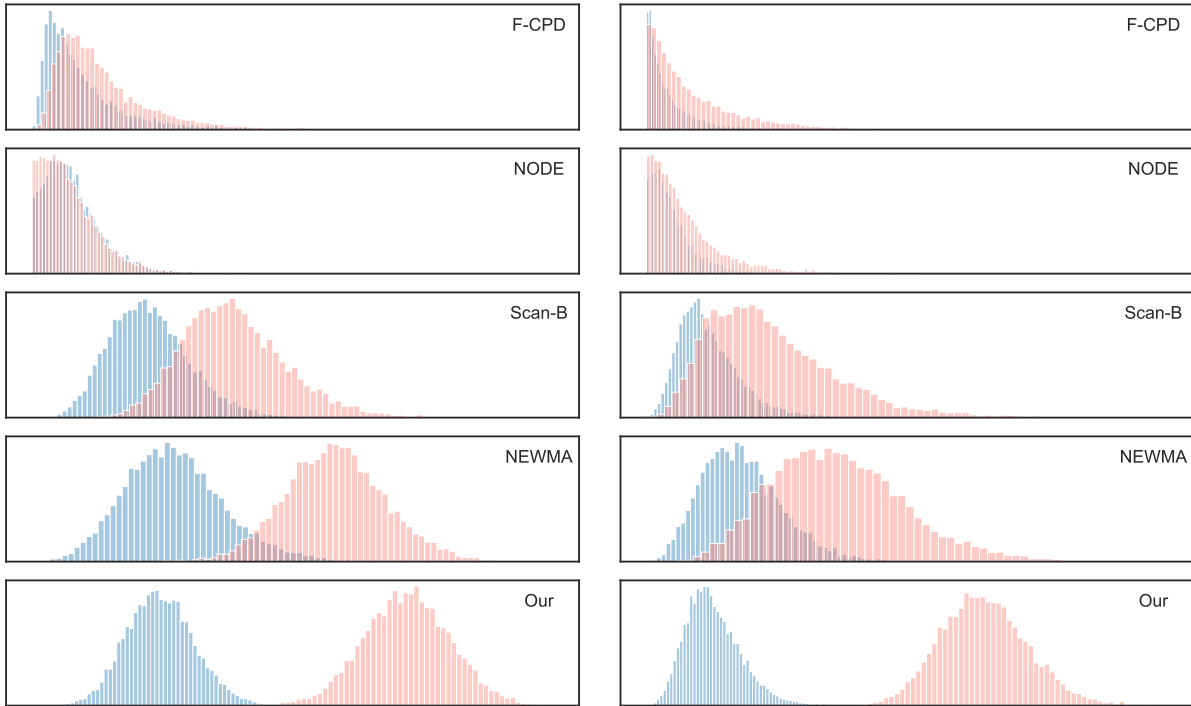 F-CPD
F-CPD
NODE
NODE
Scan-B
Scan-B
NEWMA
NEWMA
Our
Our